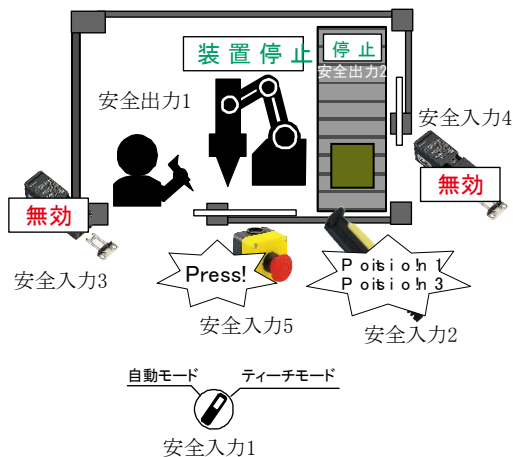 装置停止
停止
安全出力2
安全出力1
安全入力4
無効
無効
Press!
Position!1
Position!3
安全入力3
安全入力5
安全入力2
自動モード
ティーチモード
安全入力1